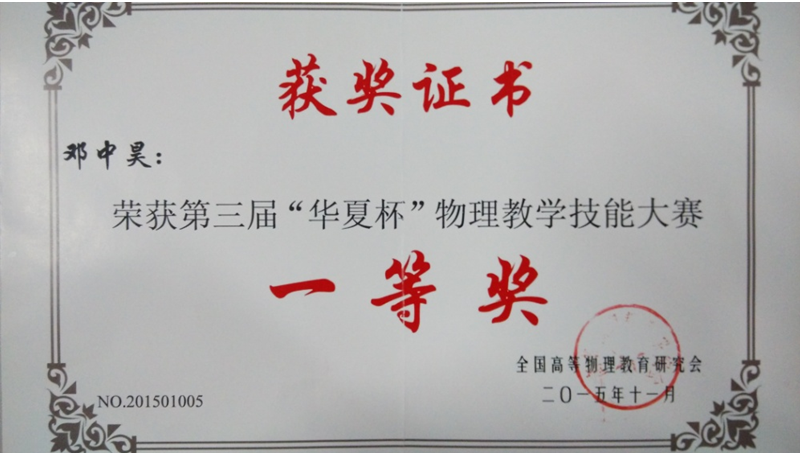 获奖证书
邓中昊:
荣获第三届“华夏杯”物理教学技能大赛
一等奖
全国高等物理教育研究会
二〇一五年十一月
NO.201501005